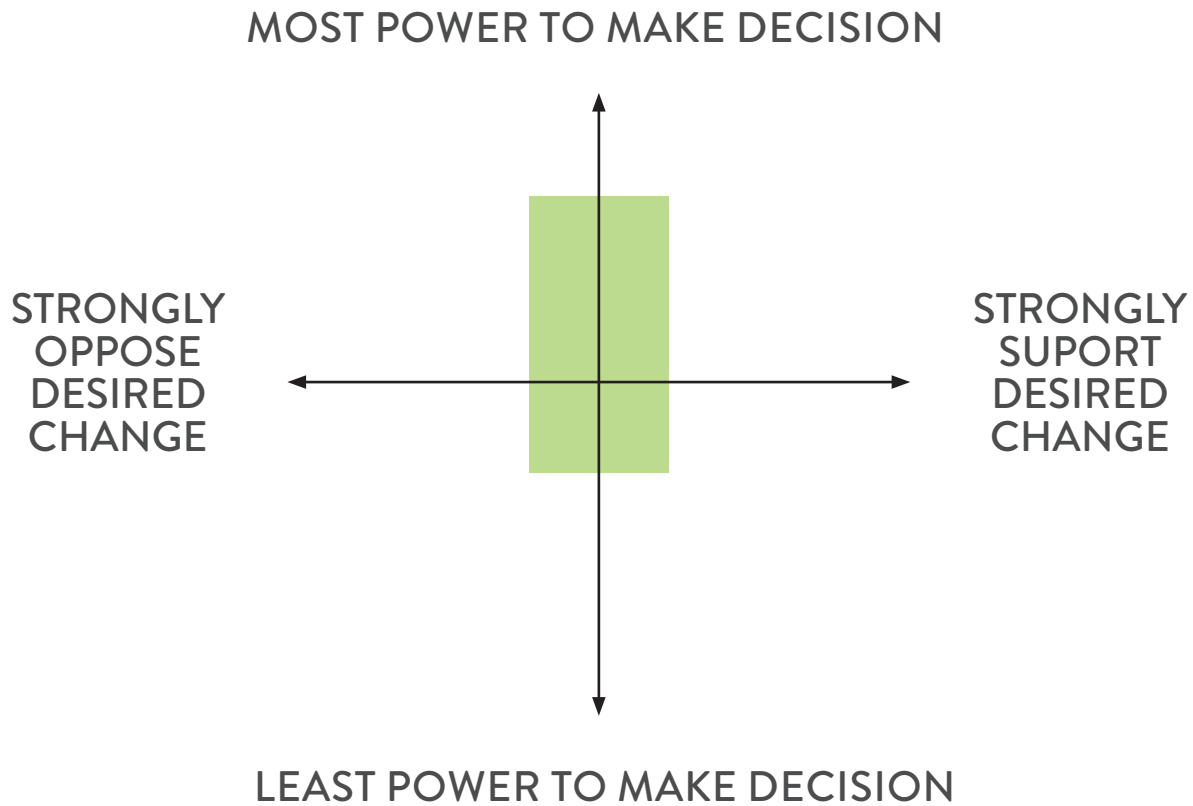 MOST POWER TO MAKE DECISION
STRONGLY
OPPOSE
DESIRED
CHANGE
STRONGLY
SUPORT
DESIRED
CHANGE
LEAST POWER TO MAKE DECISION